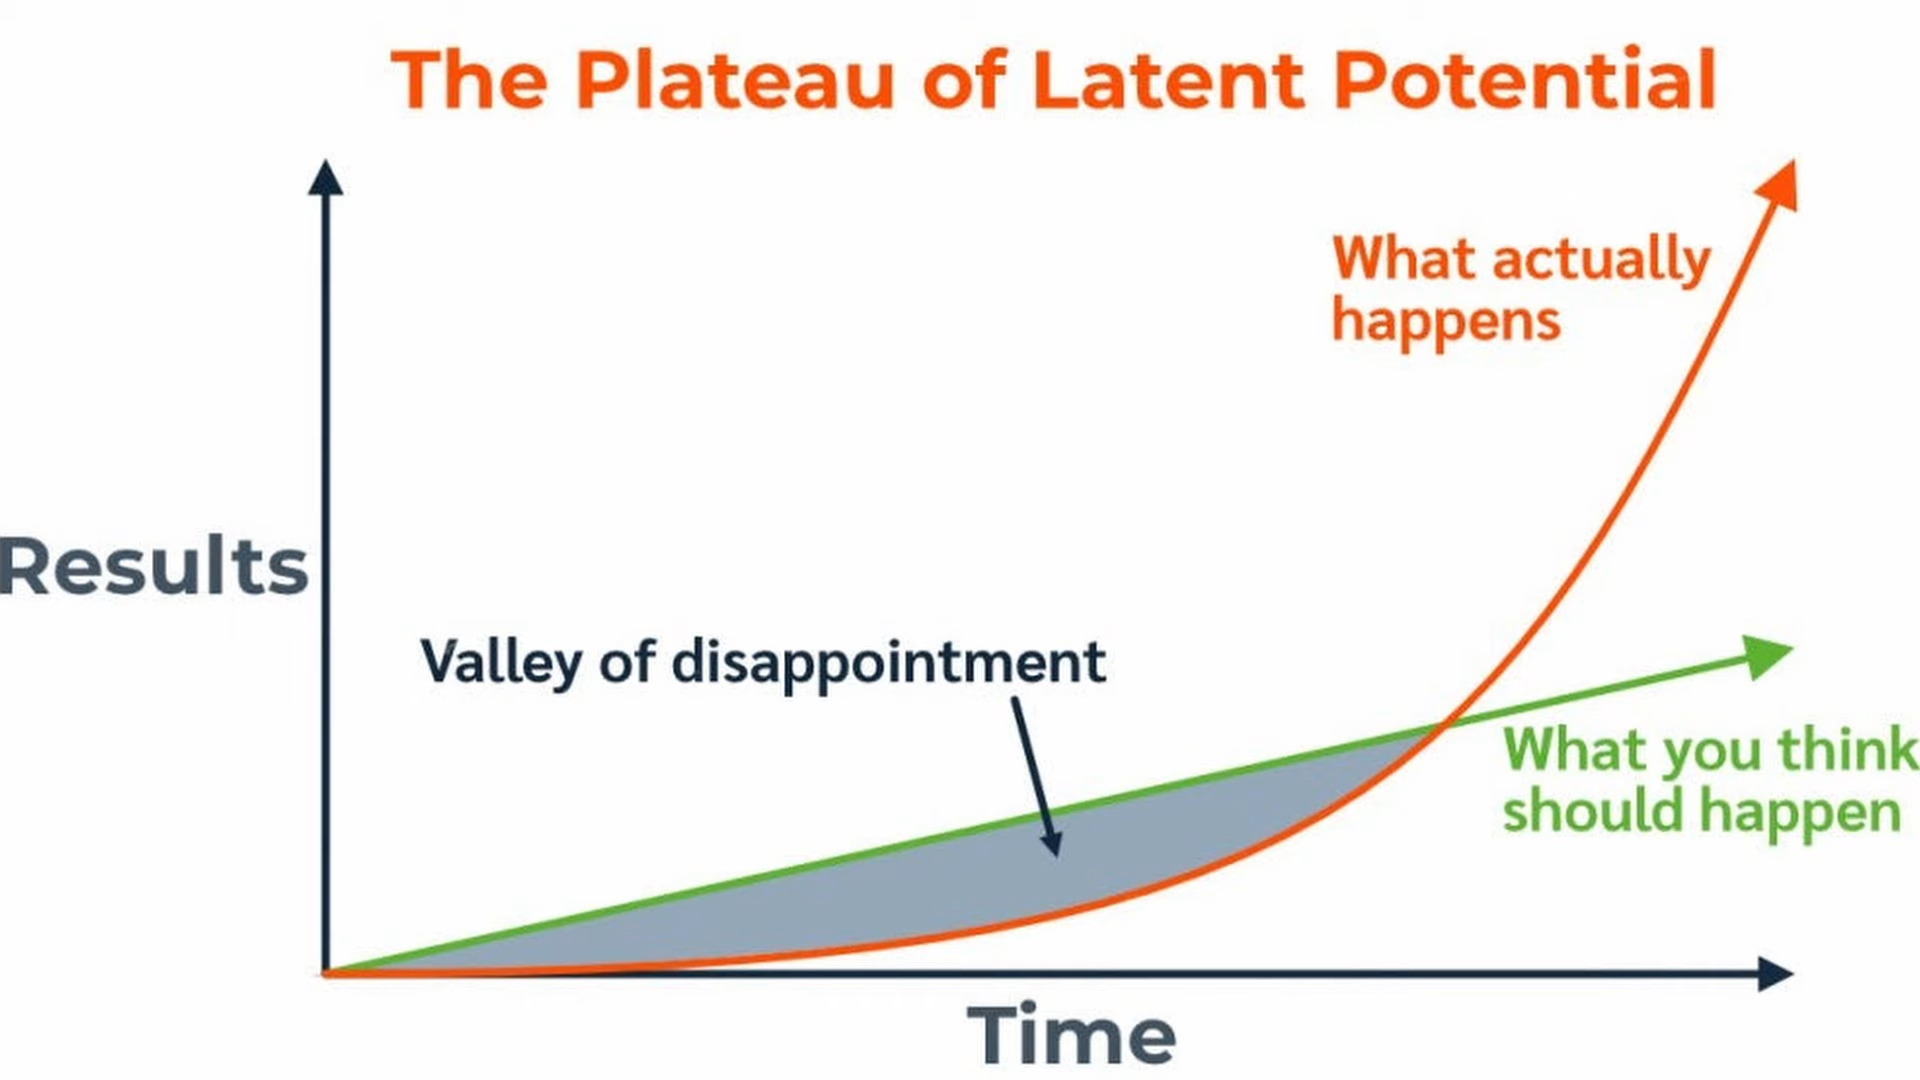 The Plateau of Latent Potential
What actually
happens
Results
Valley of disappointment
What you think
should happen
Time